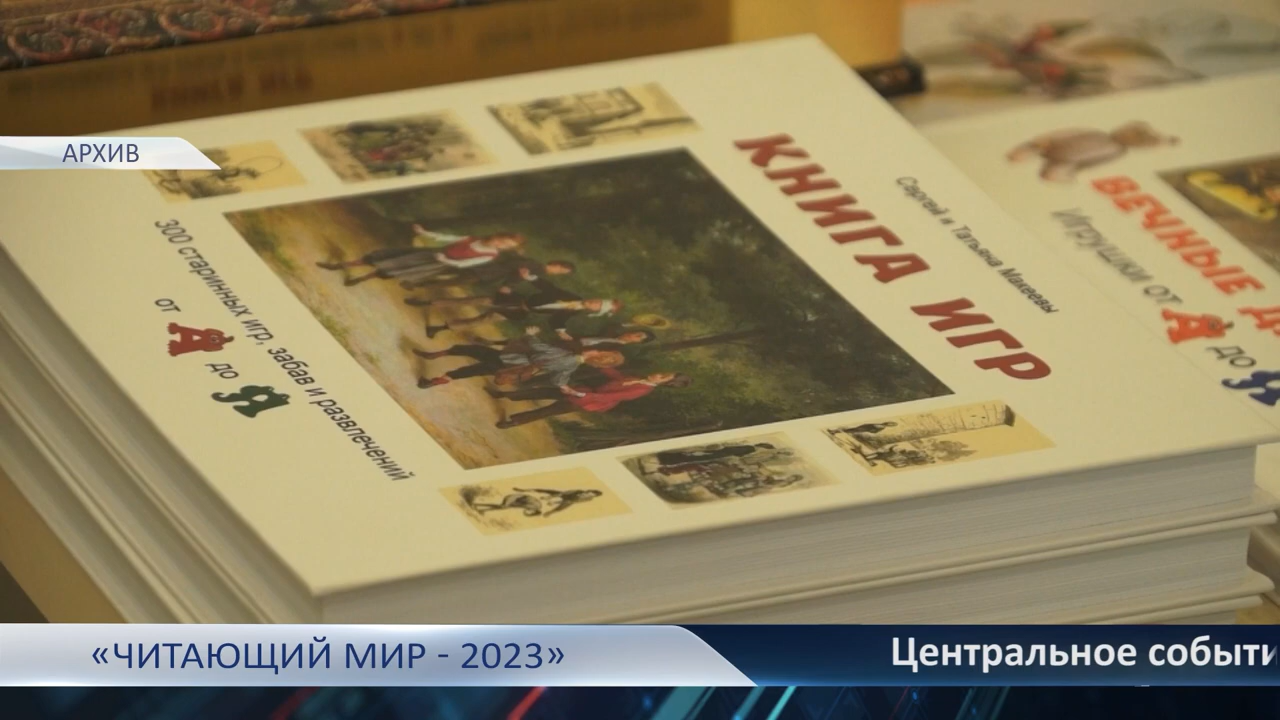 АРХИВ
Сергей и Татьяна Макеевы
КНИГА ИГР
300 старинных игр, забав и развлечений
от А до Я
ВЕЧНЫЕ
Игрушки от А до Я
«ЧИТАЮЩИЙ МИР - 2023»
Центральное событи